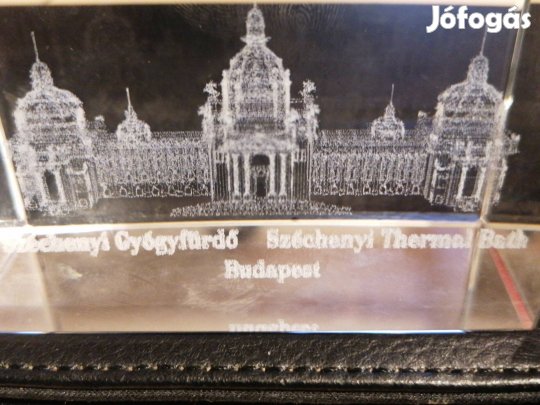 Jófogás
Széchenyi Gyógyfürdő Széchenyi Thermal Bath
Budapest